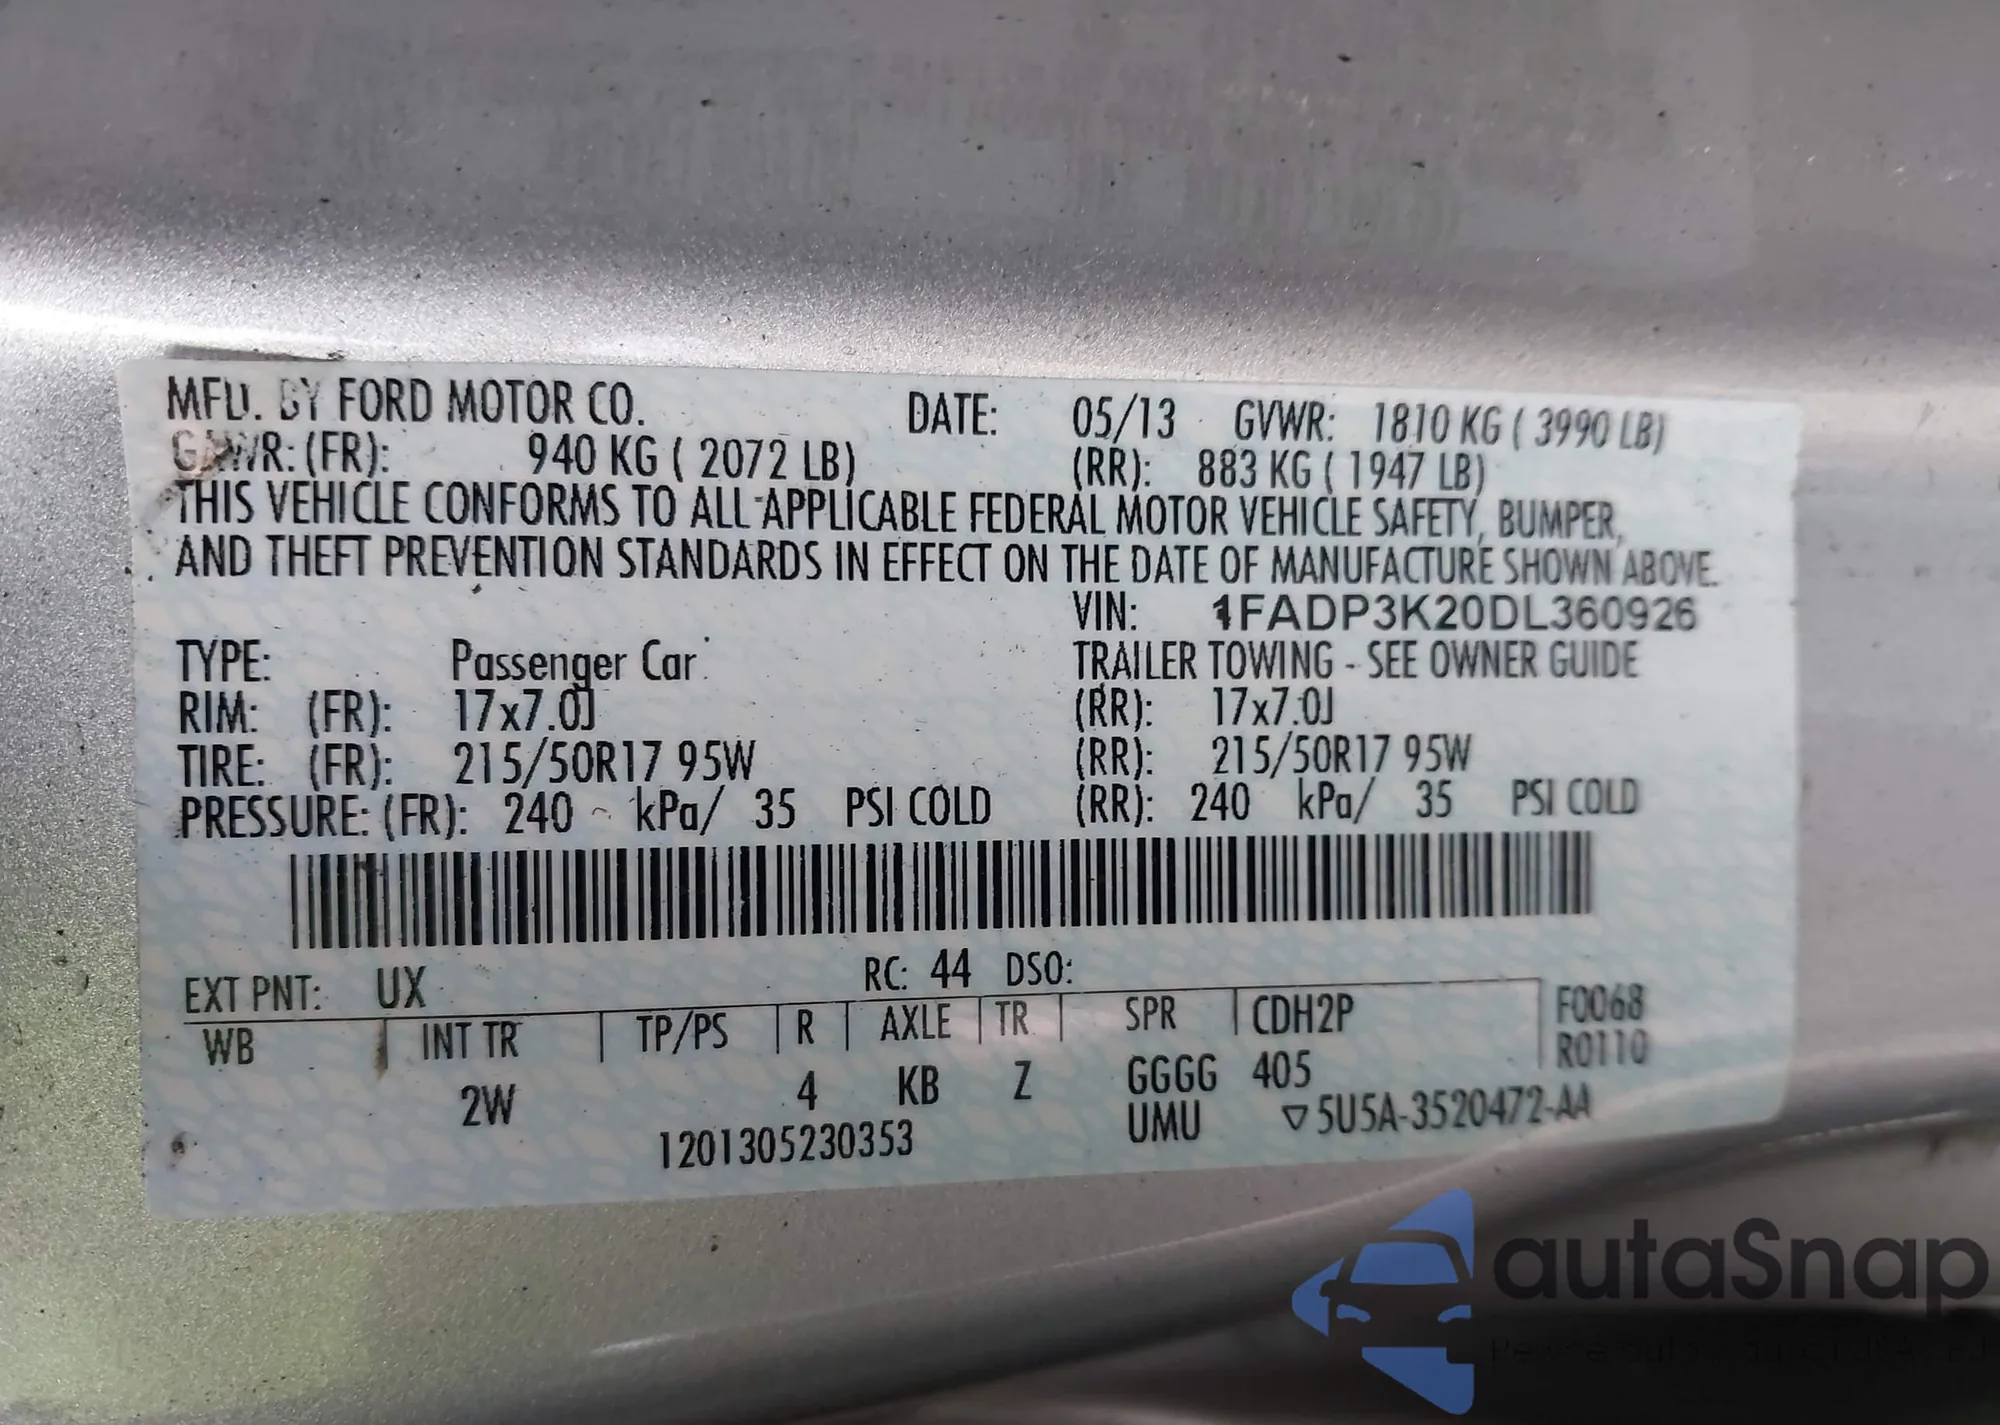 MFD. BY FORD MOTOR CO. DATE: 05/13 GVWR: 1810 KG ( 3990 LB)
GAWR: (FR): 940 KG ( 2072 LB) (RR): 883 KG ( 1947 LB)
THIS VEHICLE CONFORMS TO ALL APPLICABLE FEDERAL MOTOR VEHICLE SAFETY, BUMPER,
AND THEFT PREVENTION STANDARDS IN EFFECT ON THE DATE OF MANUFACTURE SHOWN ABOVE.
VIN: 1FADP3K20DL360926
TYPE: Passenger Car TRAILER TOWING - SEE OWNER GUIDE
RIM: (FR): 17x7.0J (RR): 17x7.0J
TIRE: (FR): 215/50R17 95W (RR): 215/50R17 95W
PRESSURE: (FR): 240 kPa/ 35 PSI COLD (RR): 240 kPa/ 35 PSI COLD
EXT PNT: UX RC: 44 DSO:
WB INT TR TP/PS R AXLE TR SPR CDH2P F0068
R0110
2W 4 KB Z GGGG 405
1201305230353 UMU ▽5U5A-3520472-AA
autaSnap